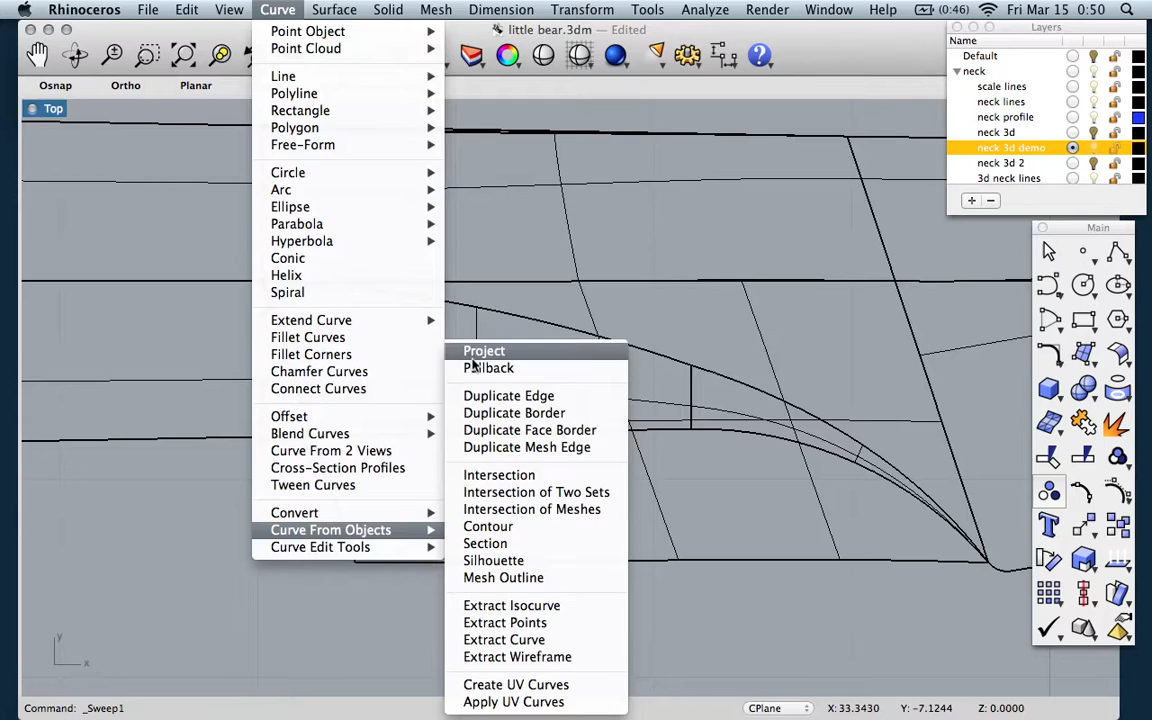 Rhinoceros File Edit View Curve Surface Solid Mesh Dimension Transform Tools Analyze Render Window Help (0:46) Fri Mar 15 0:50
little bear.3dm — Edited
Osnap Ortho Planar
Top
Point Object
Point Cloud
Line
Polyline
Rectangle
Polygon
Free-Form
Circle
Arc
Ellipse
Parabola
Hyperbola
Conic
Helix
Spiral
Extend Curve
Fillet Curves
Fillet Corners
Chamfer Curves
Connect Curves
Offset
Blend Curves
Curve From 2 Views
Cross-Section Profiles
Tween Curves
Convert
Curve From Objects
Curve Edit Tools
Project
Pullback
Duplicate Edge
Duplicate Border
Duplicate Face Border
Duplicate Mesh Edge
Intersection
Intersection of Two Sets
Intersection of Meshes
Contour
Section
Silhouette
Mesh Outline
Extract Isocurve
Extract Points
Extract Curve
Extract Wireframe
Create UV Curves
Apply UV Curves
Layers
Name
Default
neck
scale lines
neck lines
neck profile
neck 3d
neck 3d demo
neck 3d 2
3d neck lines
Main
y
x
Command: _Sweep1
CPlane X: 33.3430 Y: -7.1244 Z: 0.0000